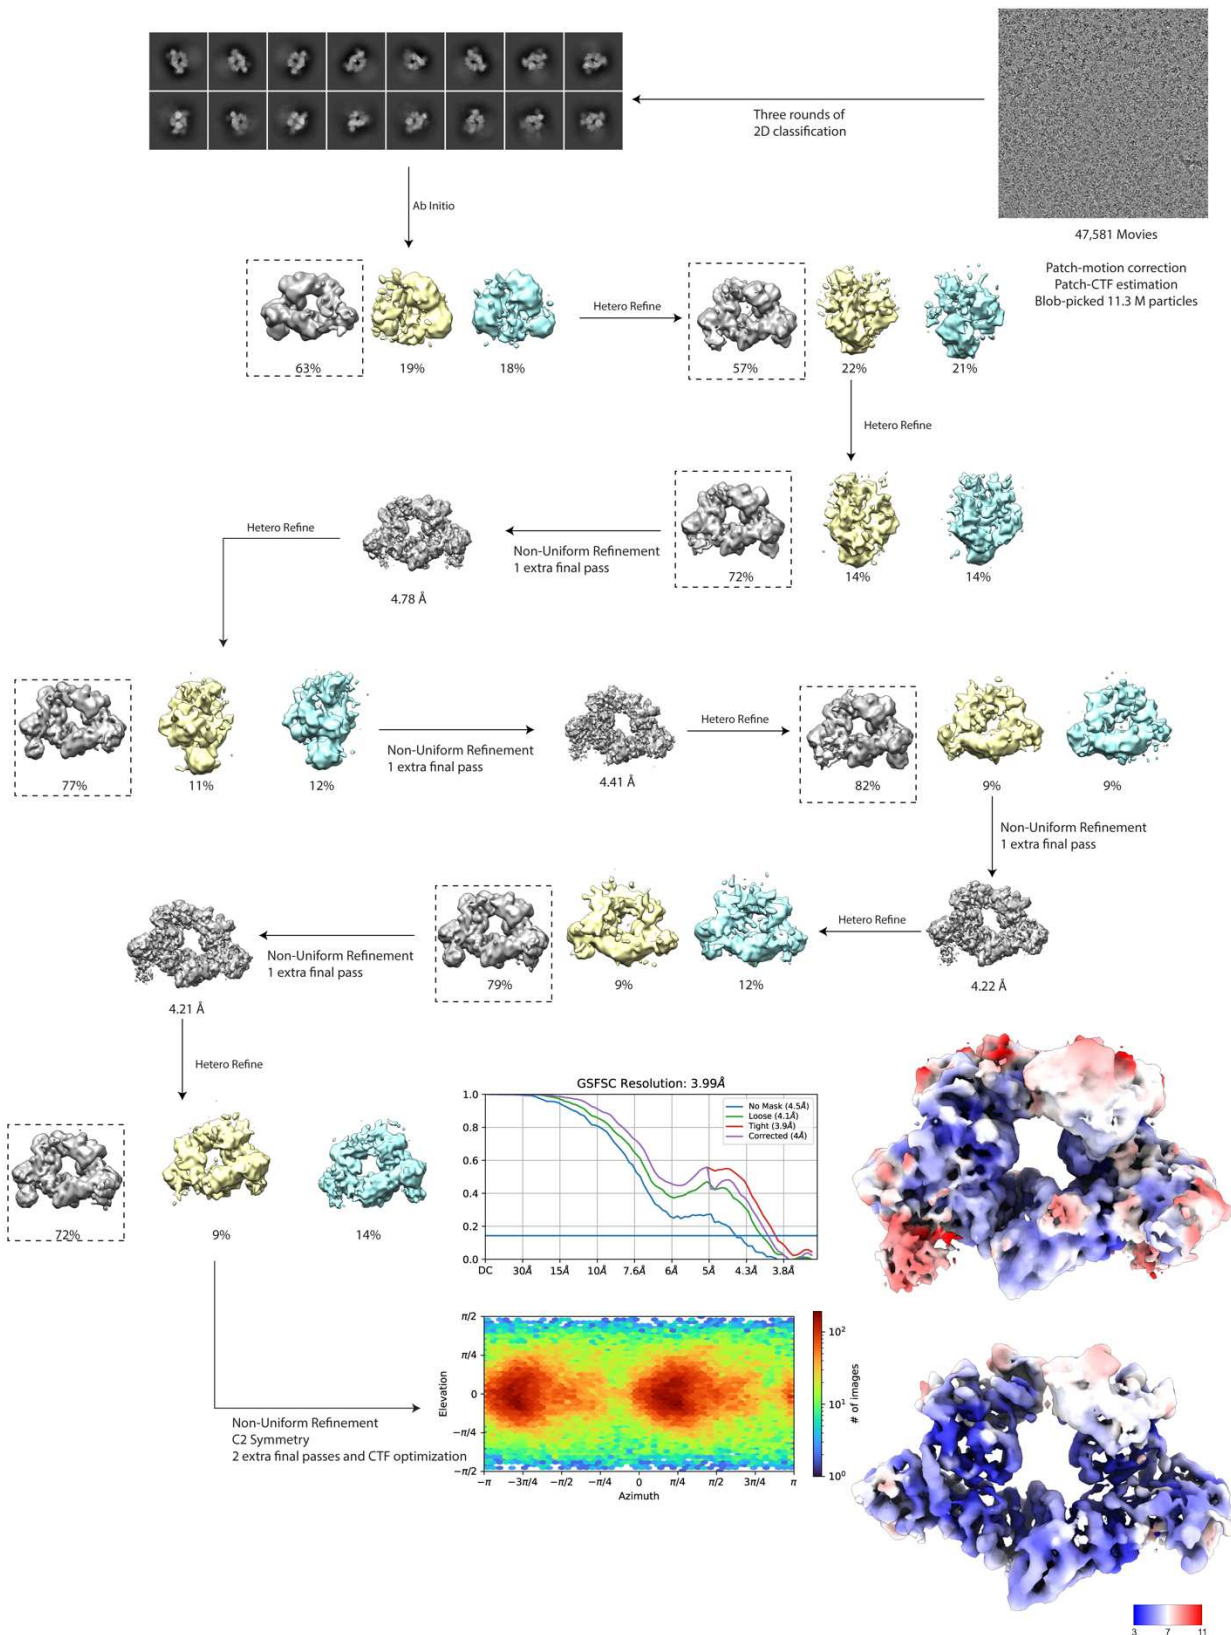 Three rounds of
2D classification
47,581 Movies
Patch-motion correction
Patch-CTF estimation
Blob-picked 11.3 M particles
Ab Initio
63%
19%
18%
Hetero Refine
57%
22%
21%
Hetero Refine
72%
14%
14%
Non-Uniform Refinement
1 extra final pass
4.78 Å
Hetero Refine
77%
11%
12%
Non-Uniform Refinement
1 extra final pass
4.41 Å
Hetero Refine
82%
9%
9%
Non-Uniform Refinement
1 extra final pass
4.22 Å
Hetero Refine
79%
9%
12%
Non-Uniform Refinement
1 extra final pass
4.21 Å
Hetero Refine
72%
9%
14%
Non-Uniform Refinement
C2 Symmetry
2 extra final passes and CTF optimization
GSFSC Resolution: 3.99Å
1.0
0.8
0.6
0.4
0.2
0.0
No Mask (4.5Å)
Loose (4.1Å)
Tight (3.9Å)
Corrected (4Å)
DC 30Å 15Å 10Å 7.6Å 6Å 5Å 4.3Å 3.8Å
π/2
π/4
0
−π/4
−π/2
Elevation
−π −3π/4 −π/2 −π/4 0 π/4 π/2 3π/4 π
Azimuth
10²
10¹
10⁰
# of images
3 7 11